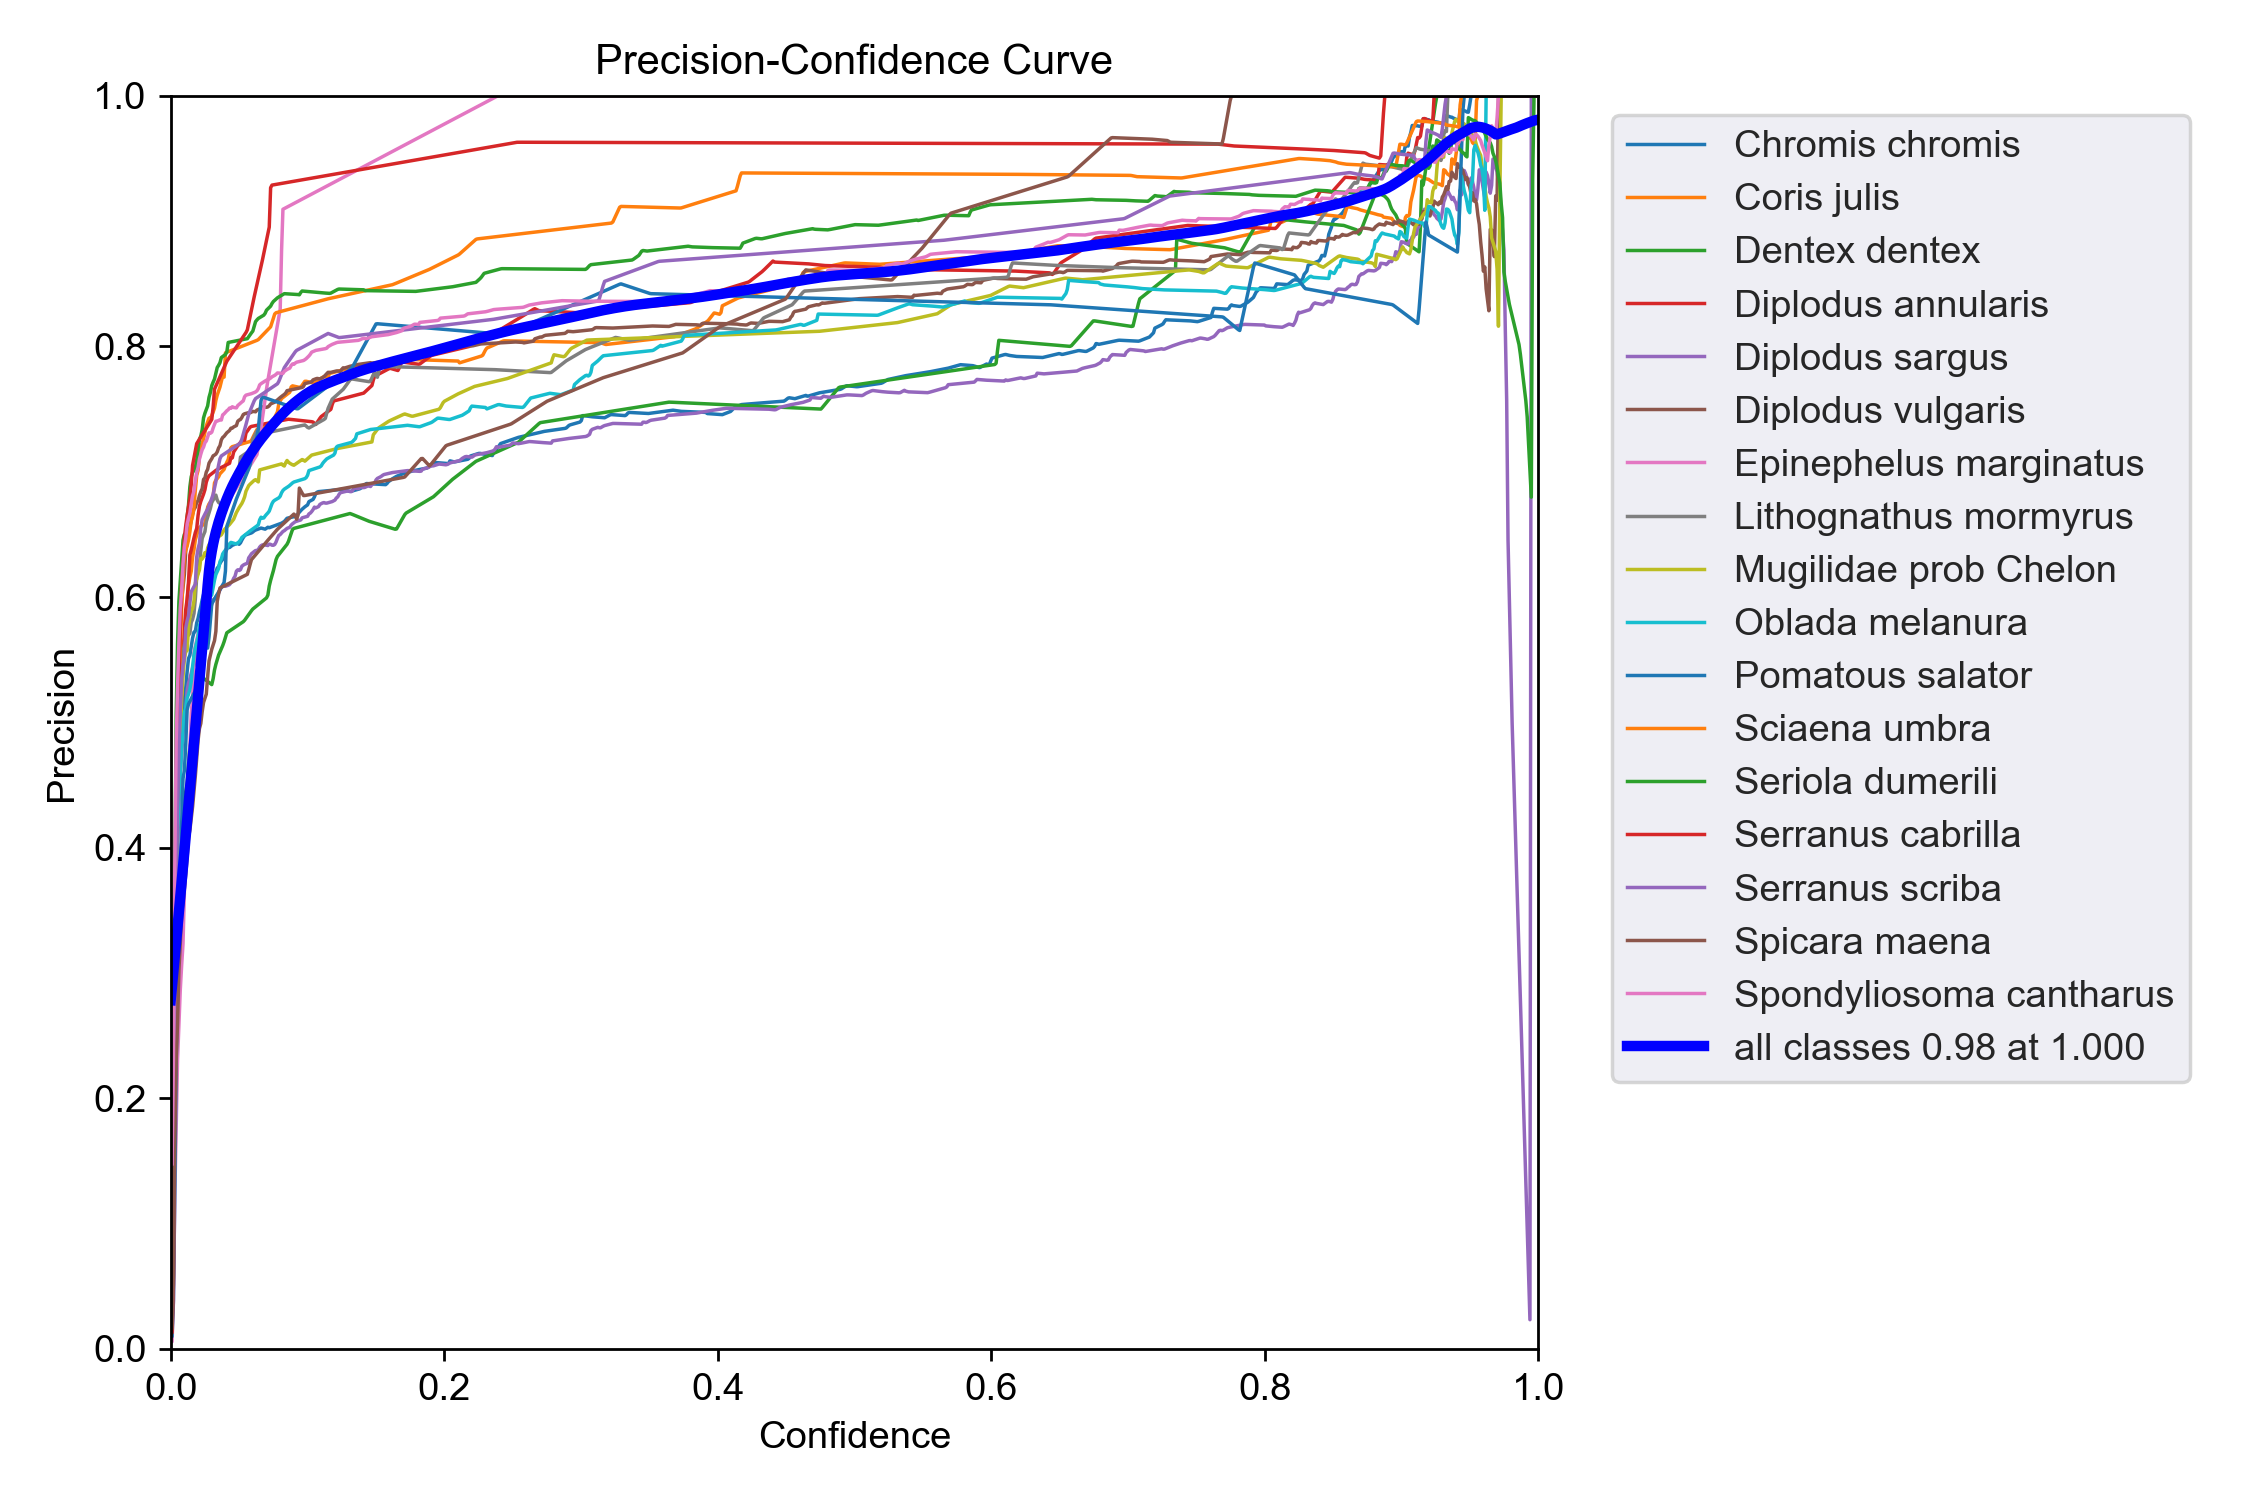 Precision-Confidence Curve
1.0
0.8
0.6
0.4
0.2
0.0
Precision
0.0 0.2 0.4 0.6 0.8 1.0
Confidence
Chromis chromis
Coris julis
Dentex dentex
Diplodus annularis
Diplodus sargus
Diplodus vulgaris
Epinephelus marginatus
Lithognathus mormyrus
Mugilidae prob Chelon
Oblada melanura
Pomatous salator
Sciaena umbra
Seriola dumerili
Serranus cabrilla
Serranus scriba
Spicara maena
Spondyliosoma cantharus
all classes 0.98 at 1.000